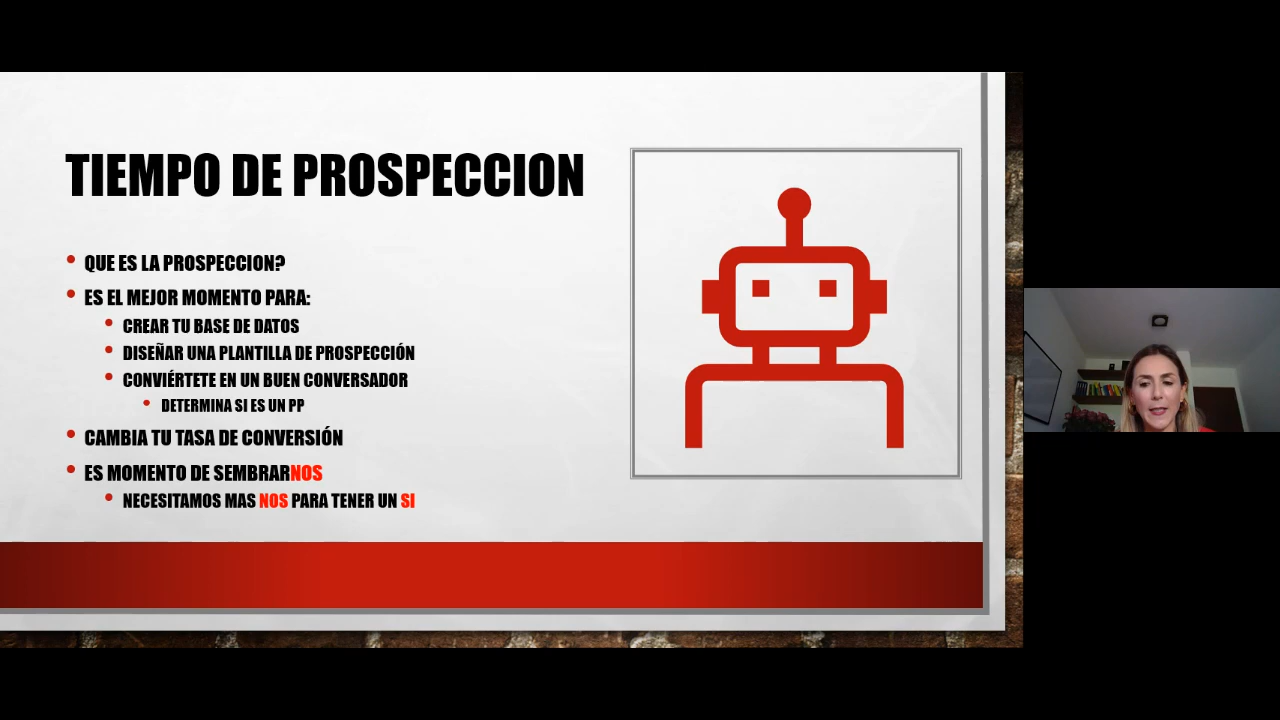 TIEMPO DE PROSPECCION
QUE ES LA PROSPECCION?
ES EL MEJOR MOMENTO PARA:
CREAR TU BASE DE DATOS
DISEÑAR UNA PLANTILLA DE PROSPECCIÓN
CONVIÉRTETE EN UN BUEN CONVERSADOR
DETERMINA SI ES UN PP
CAMBIA TU TASA DE CONVERSIÓN
ES MOMENTO DE SEMBRARNOS
NECESITAMOS MAS NOS PARA TENER UN SI